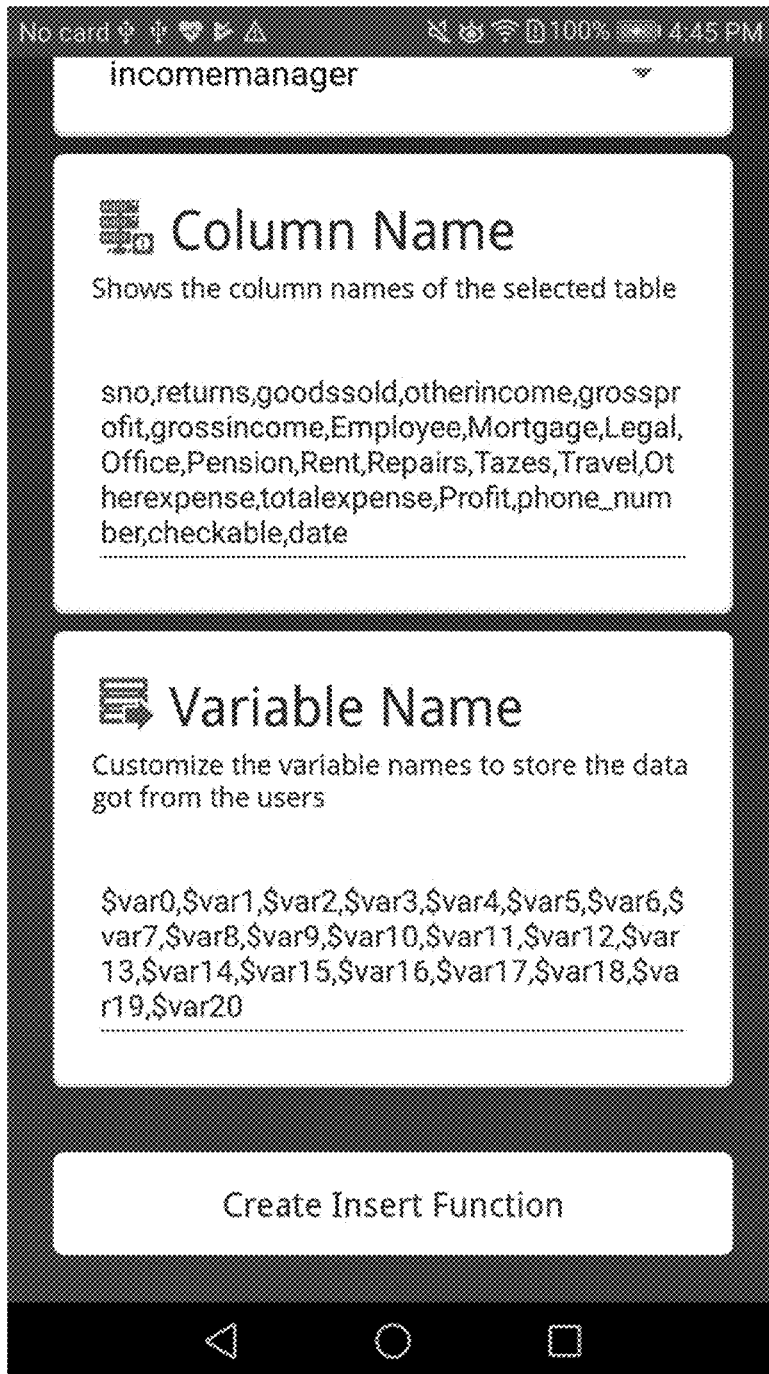 No card 100% 4:45 PM
incomemanager
Column Name
Shows the column names of the selected table
sno,returns,goodssold,otherincome,grosspr
ofit,grossincome,Employee,Mortgage,Legal,
Office,Pension,Rent,Repairs,Tazes,Travel,Ot
herexpense,totalexpense,Profit,phone_num
ber,checkable,date
Variable Name
Customize the variable names to store the data
got from the users
$var0,$var1,$var2,$var3,$var4,$var5,$var6,$
var7,$var8,$var9,$var10,$var11,$var12,$var
13,$var14,$var15,$var16,$var17,$var18,$va
r19,$var20
Create Insert Function